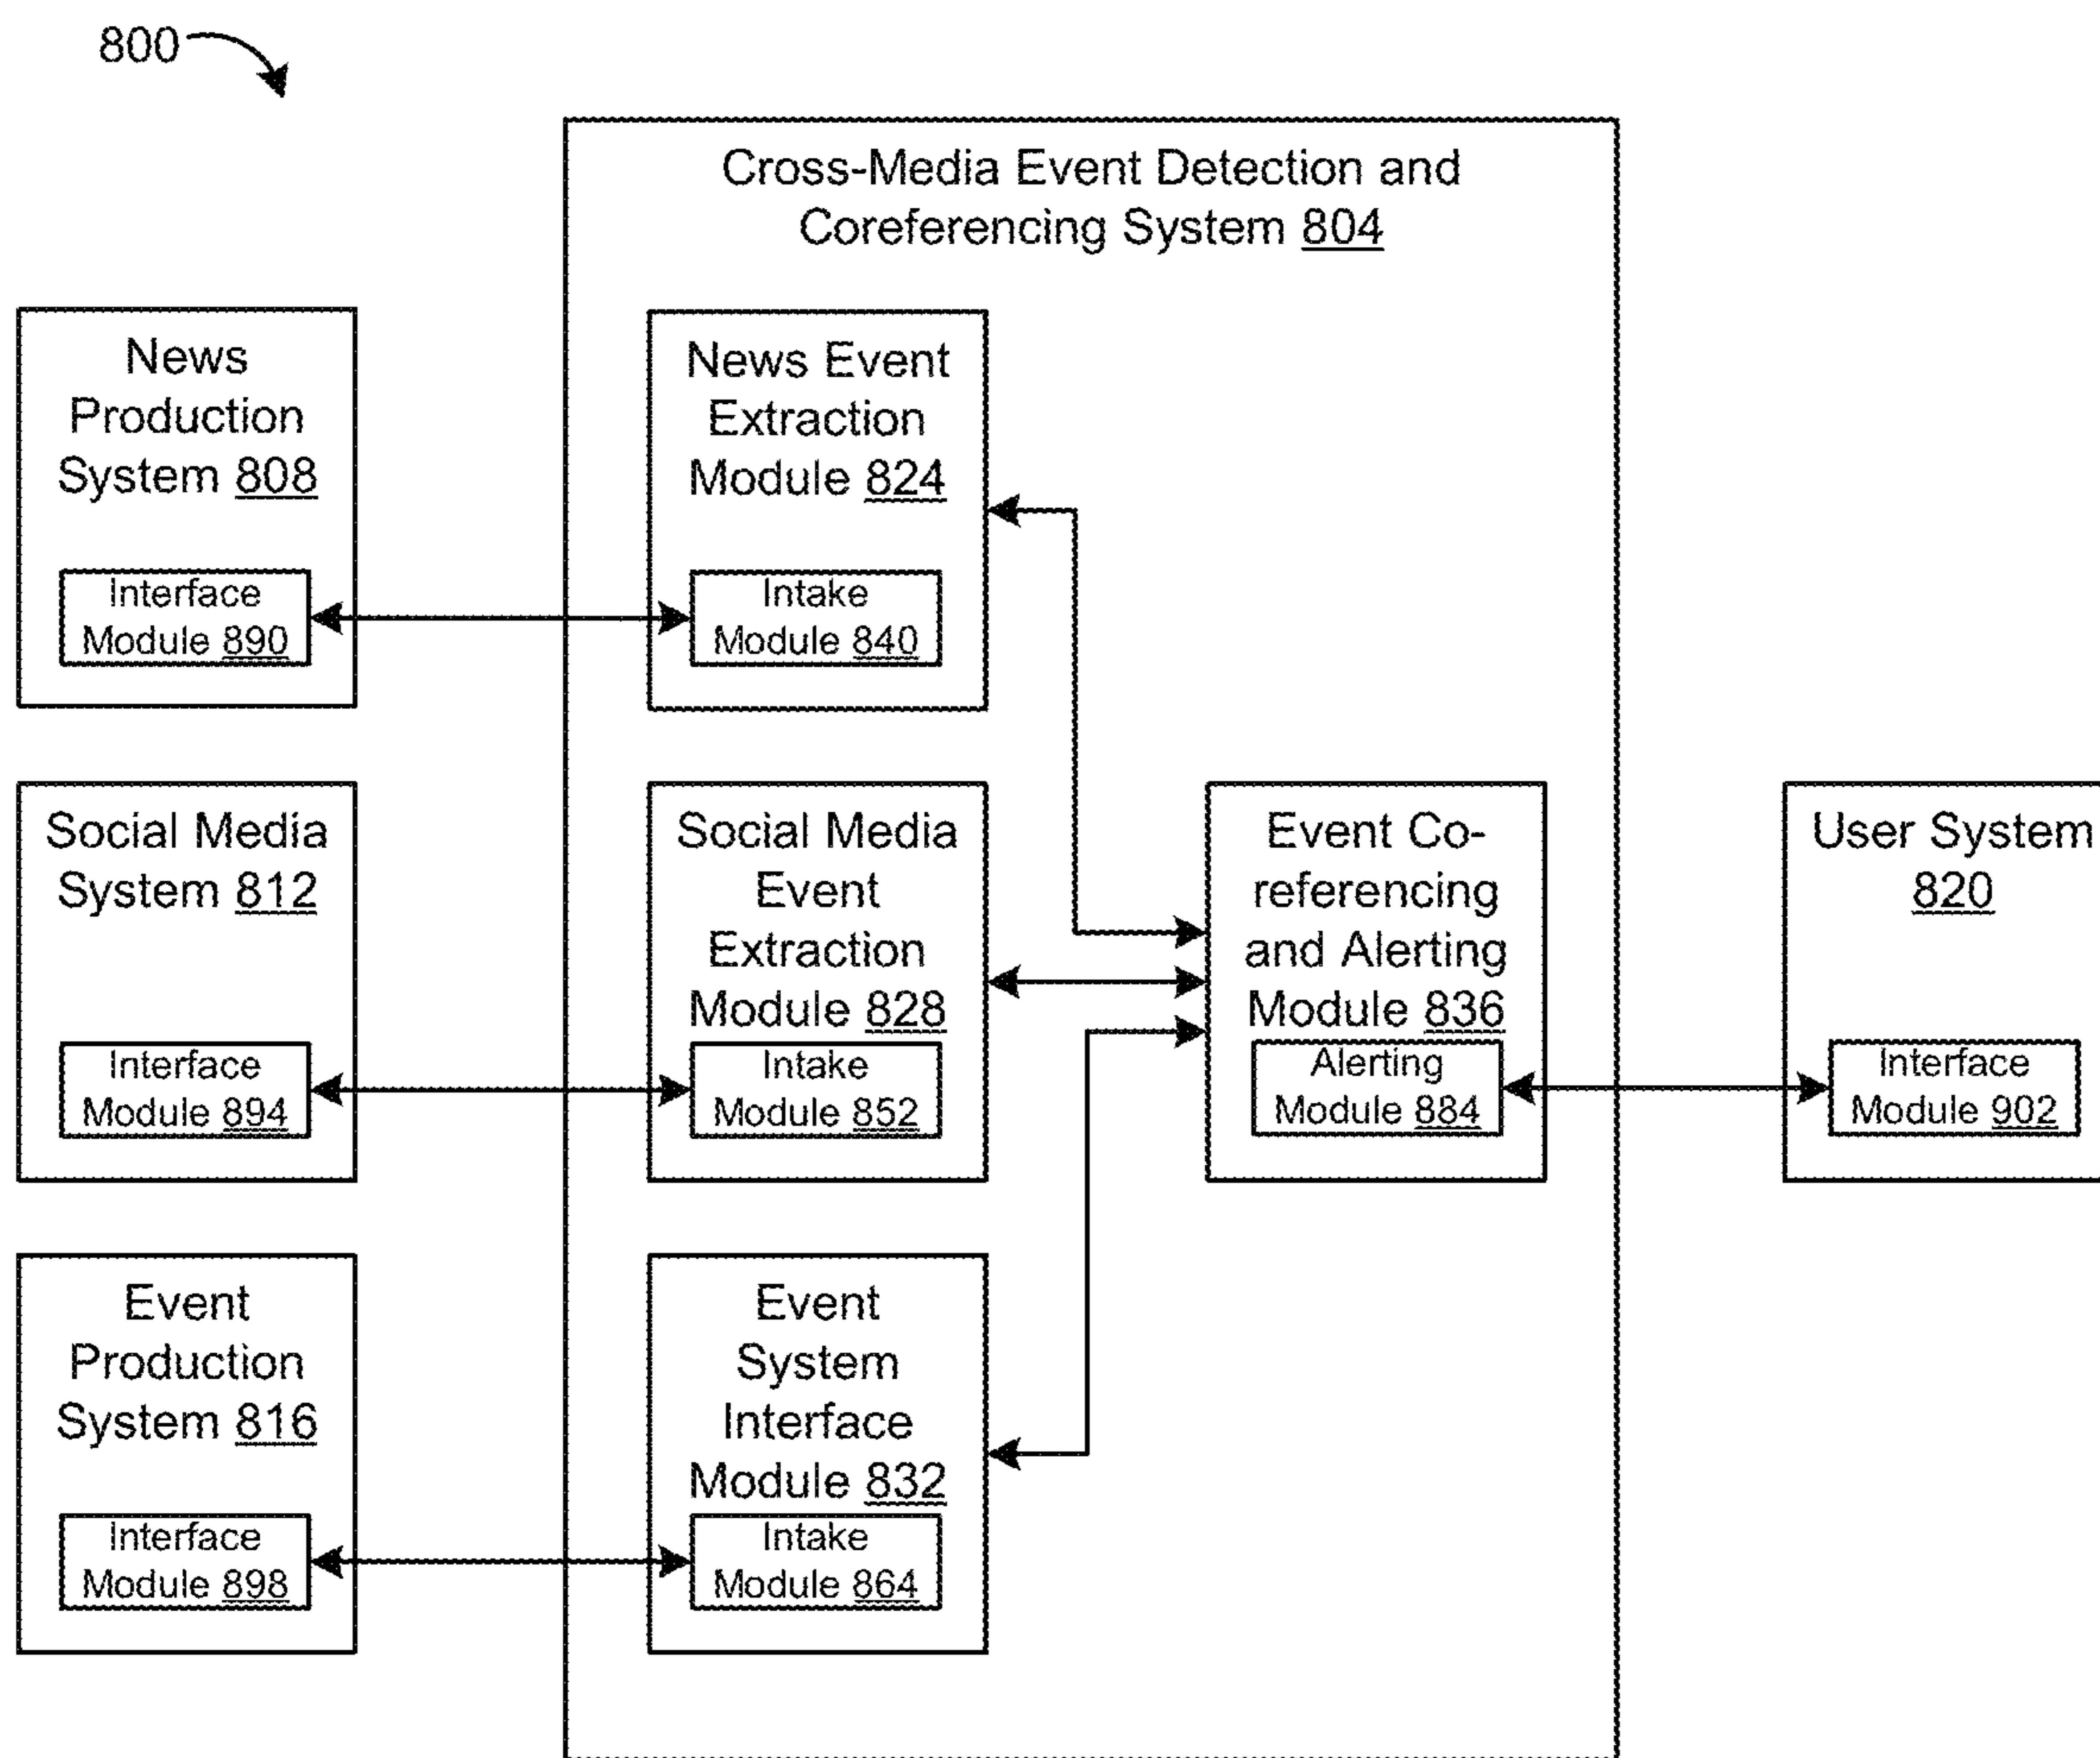 800
Cross-Media Event Detection and
Coreferencing System 804
News
Production
System 808
Interface
Module 890
News Event
Extraction
Module 824
Intake
Module 840
Social Media
System 812
Interface
Module 894
Social Media
Event
Extraction
Module 828
Intake
Module 852
Event Co-
referencing
and Alerting
Module 836
Alerting
Module 884
User System
820
Interface
Module 902
Event
Production
System 816
Interface
Module 898
Event
System
Interface
Module 832
Intake
Module 864